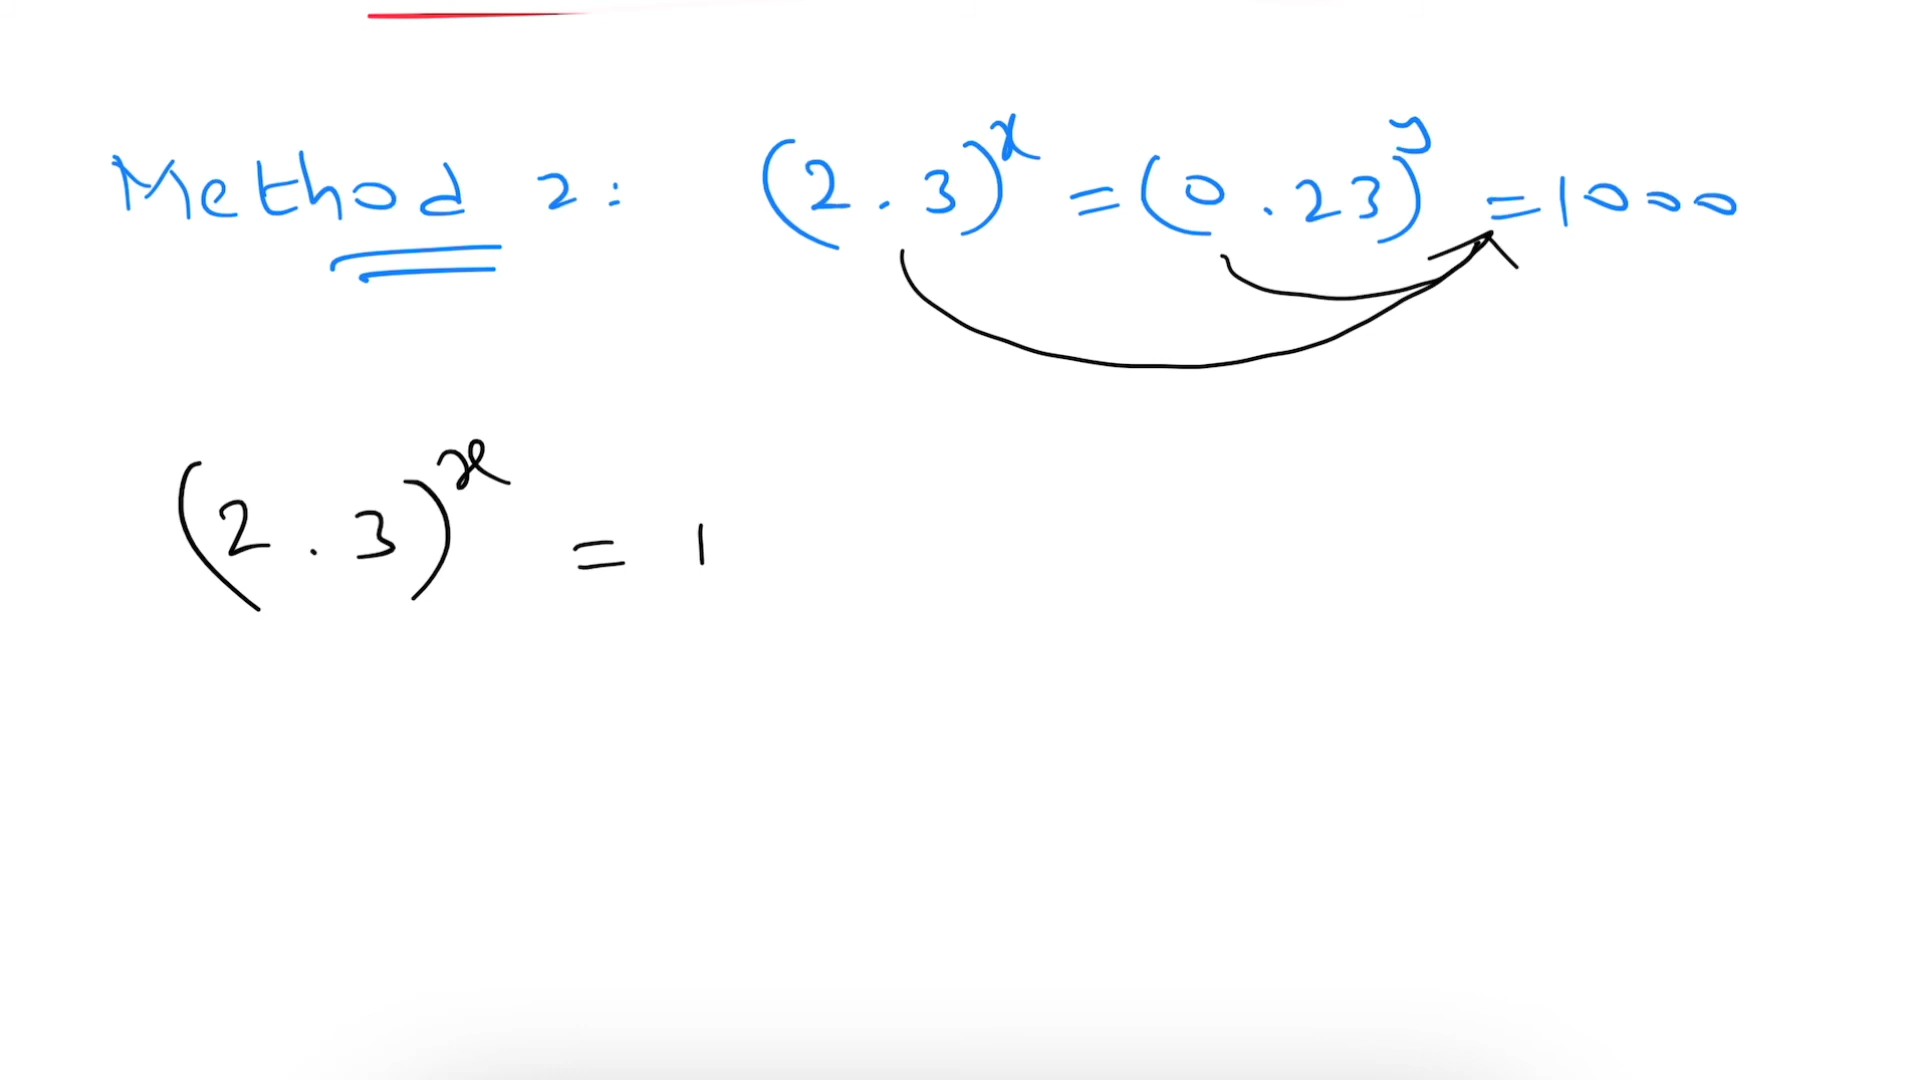 Method 2: (2.3)^x = (0.23)^y = 1000
(2.3)^x = 1